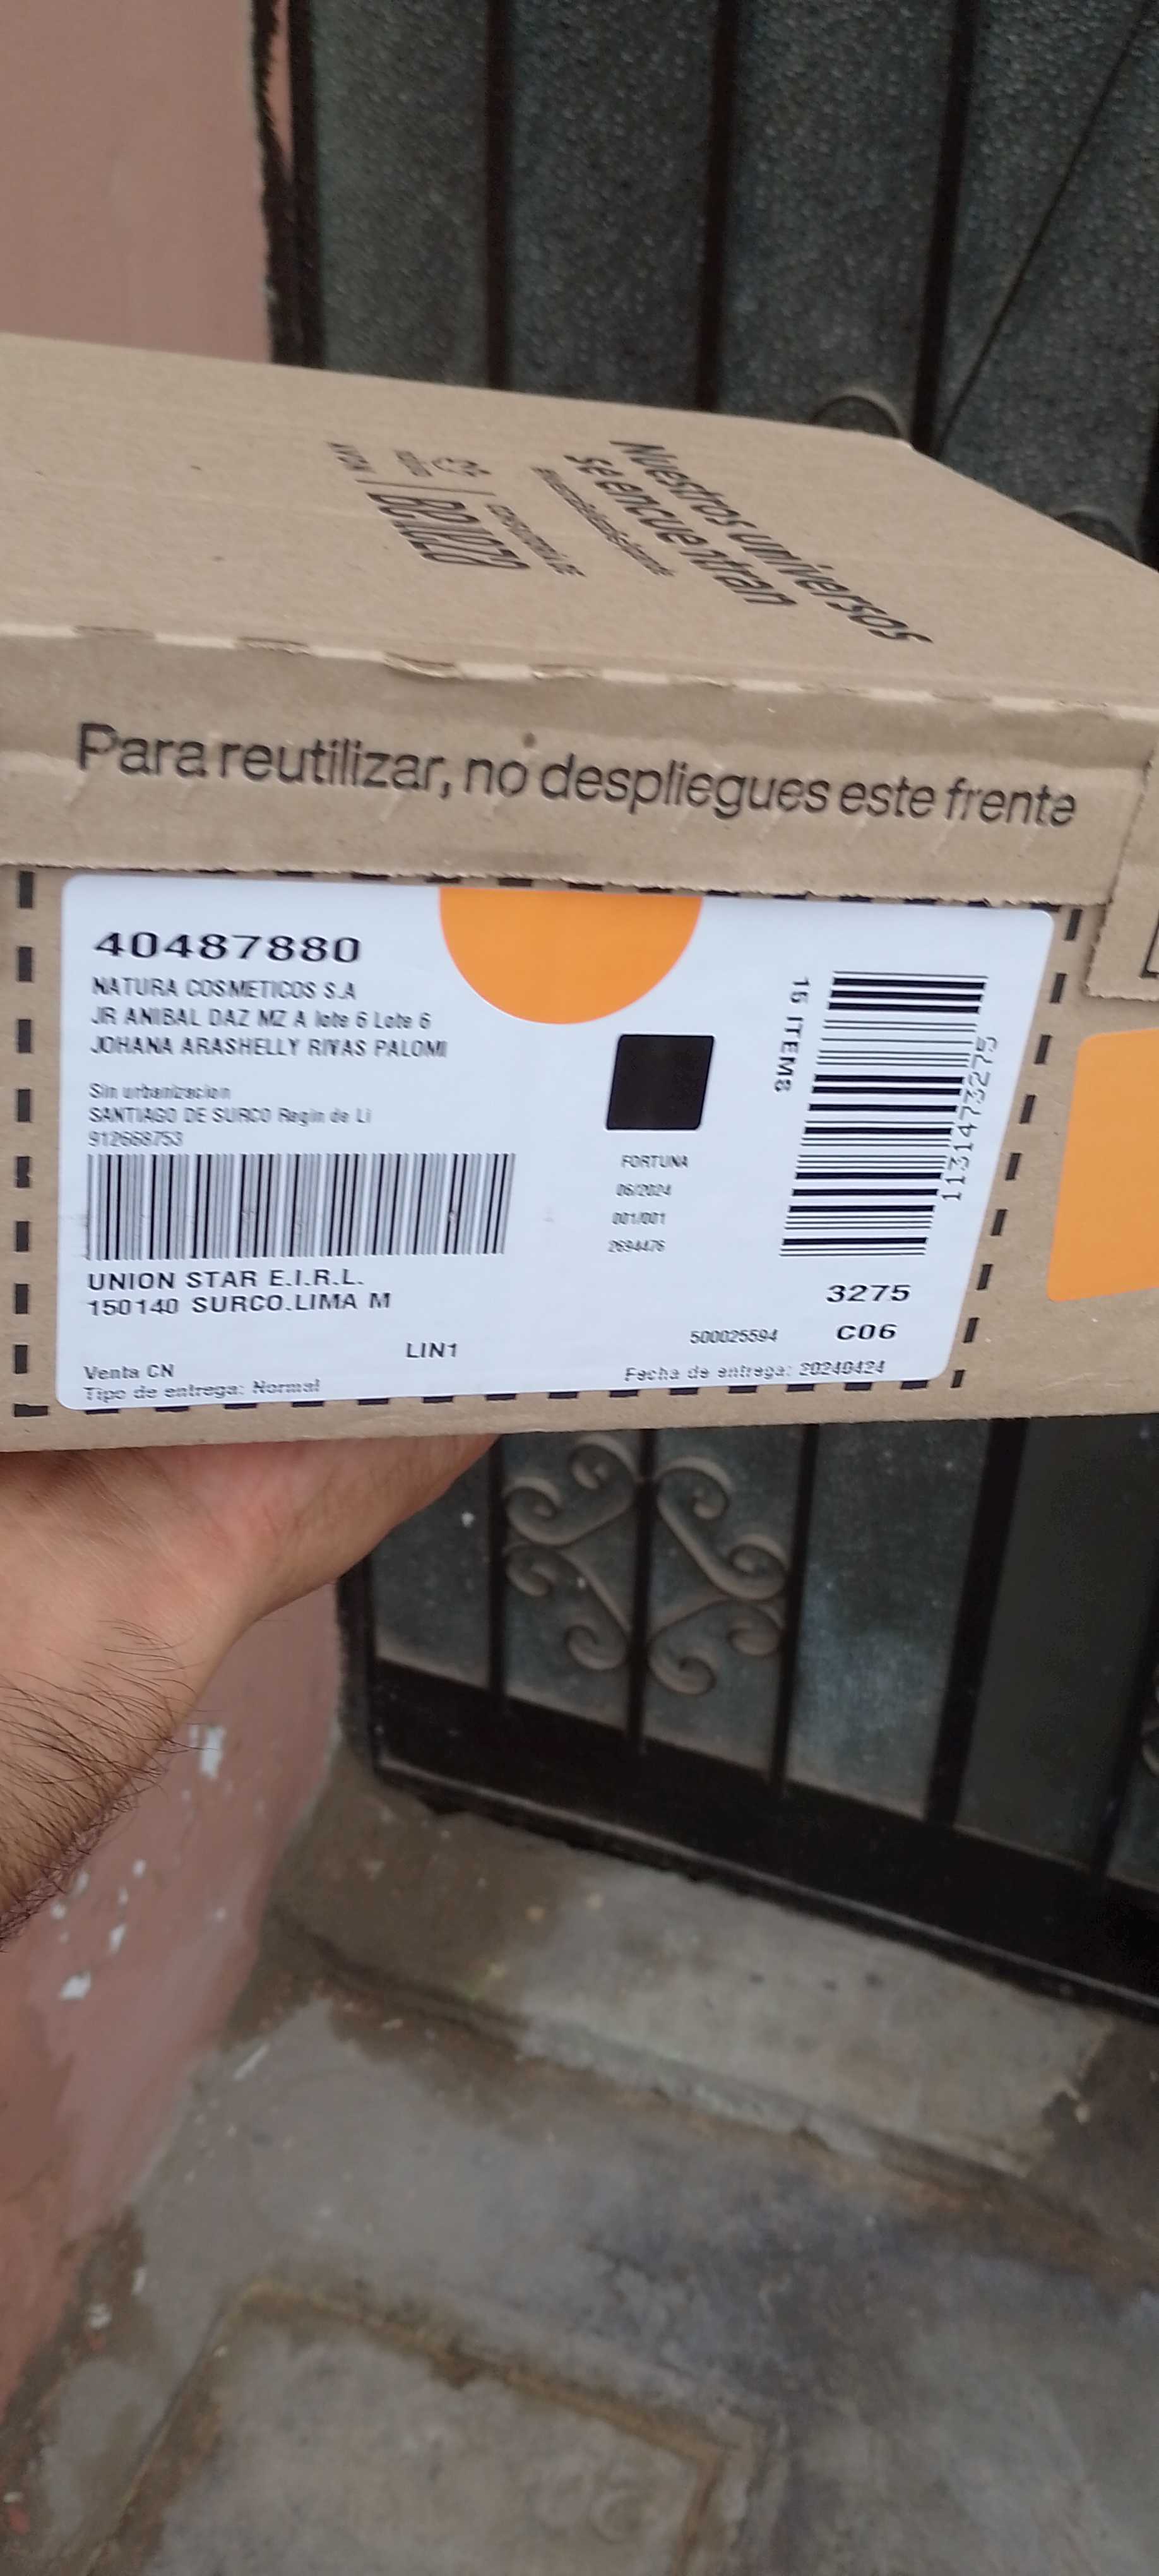 Nuestros universos
se encuentran
natura
AVON
Para reutilizar, no despliegues este frente
40487880
NATURA COSMETICOS S.A
JR ANIBAL DAZ MZ A lote 6 Lote 6
JOHANA ARASHELLY RIVAS PALOMI
Sin urbanizacion
SANTIAGO DE SURCO Regin de Li
912668753
UNION STAR E.I.R.L.
150140 SURCO.LIMA M
LIN1
Venta CN
Tipo de entrega: Normal
FORTUNA
06/2024
001/001
2694476
15 ITEMS
1131473275
3275
C06
500025594
Fecha de entrega: 20240424